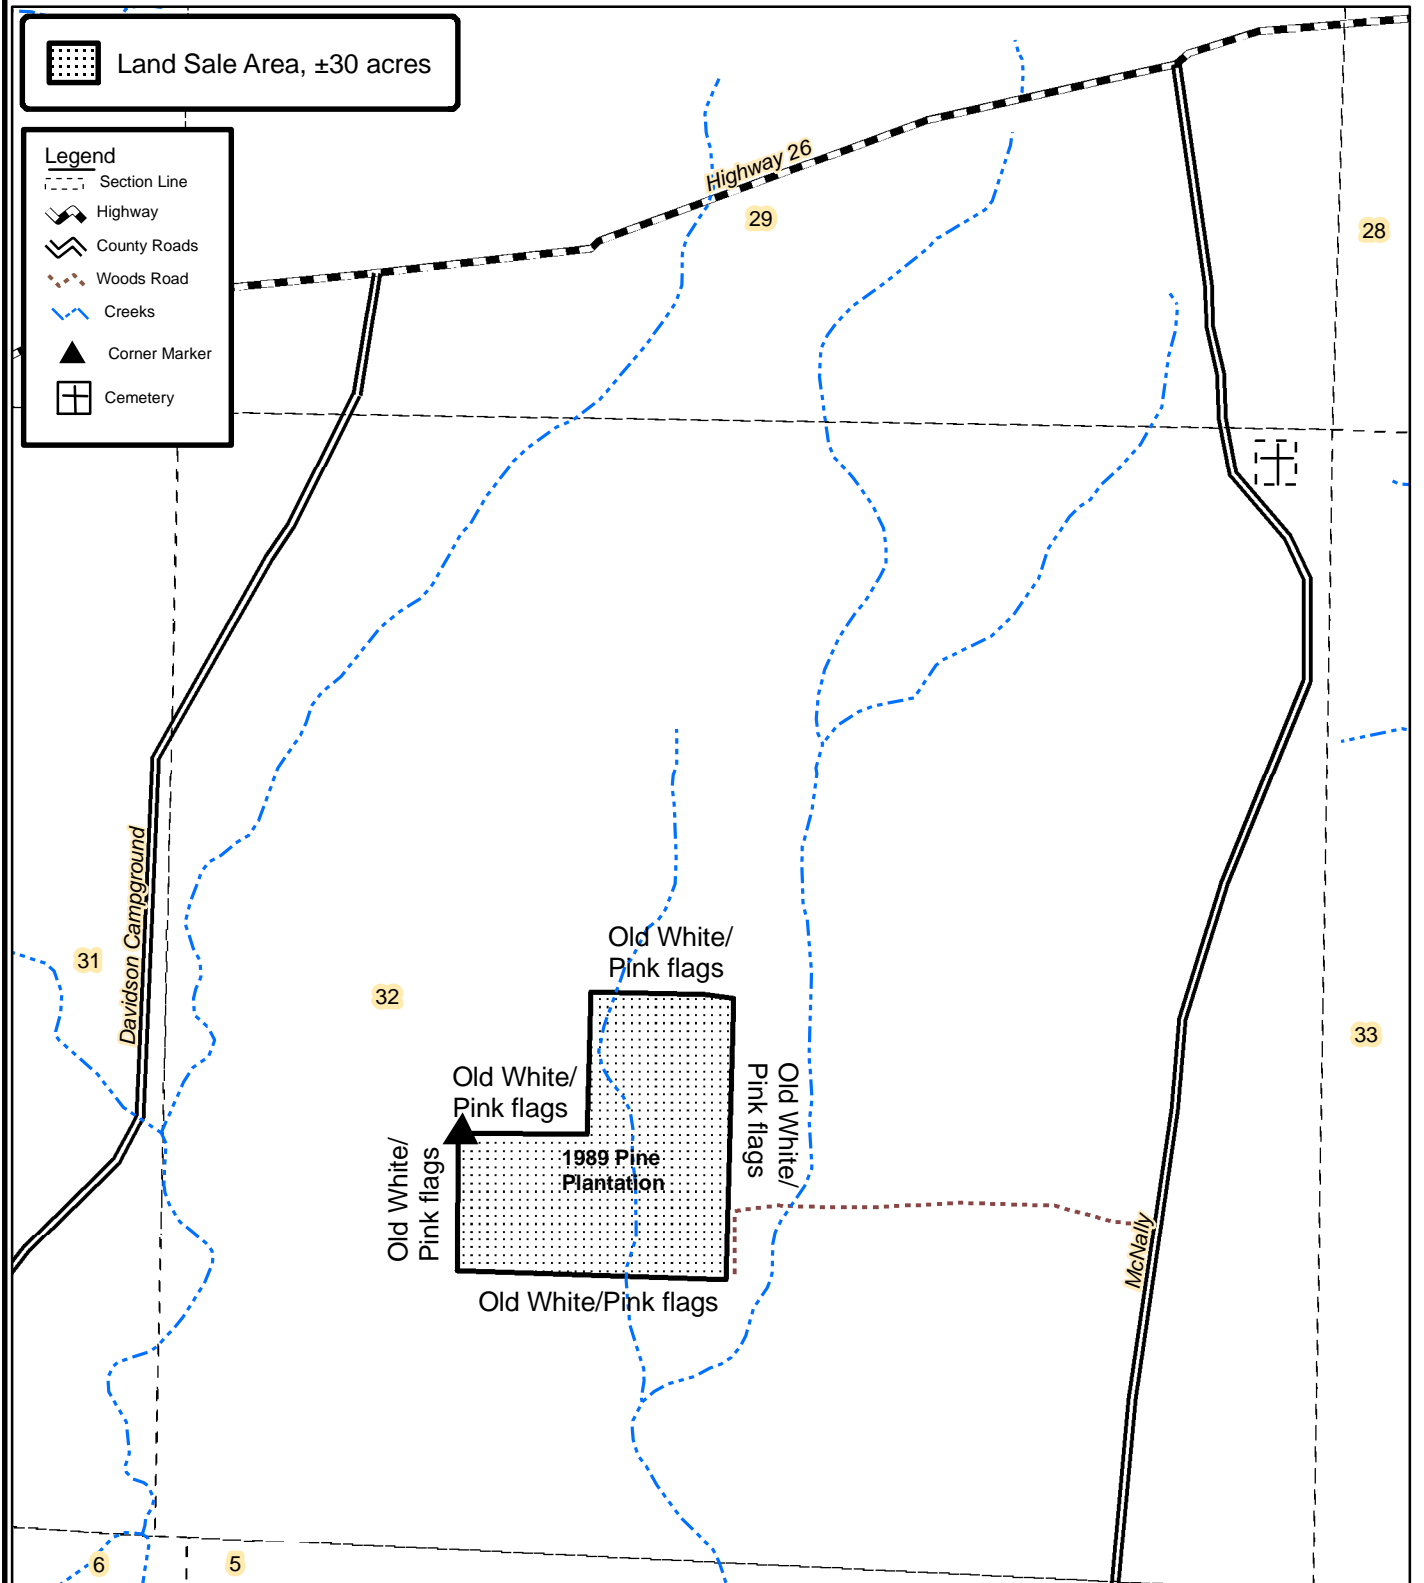 Land Sale Area, ±30 acres
Legend
Section Line
Highway
County Roads
Woods Road
Creeks
Corner Marker
Cemetery
Highway 26
29
28
Davidson Campground
31
32
33
Old White/
Pink flags
Old White/
Pink flags
Old White/
Pink flags
Old White/
Pink flags
1989 Pine
Plantation
Old White/Pink flags
McNally
6
5